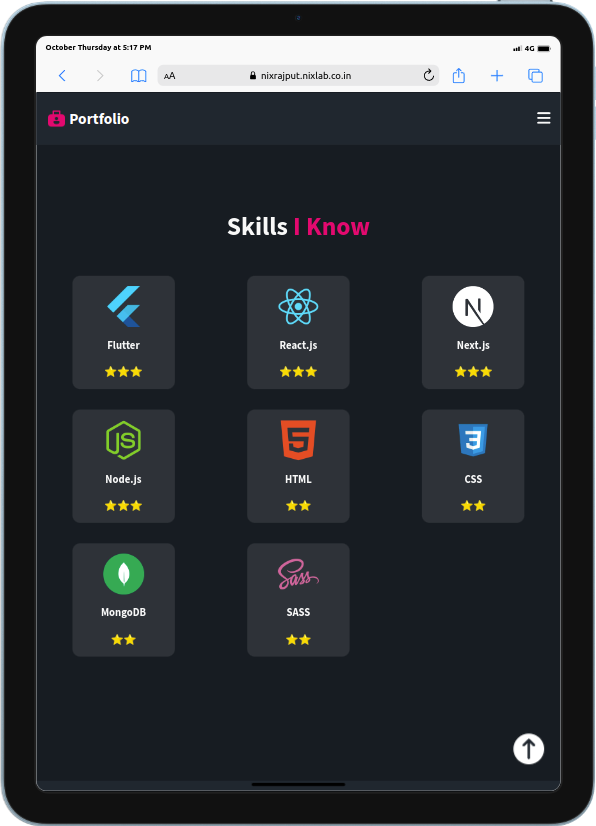 October Thursday at 5:17 PM
4G
AA
nixrajput.nixlab.co.in
Portfolio
Skills I Know
Flutter
React.js
N
Next.js
JS
Node.js
5
HTML
3
CSS
MongoDB
Sass
SASS